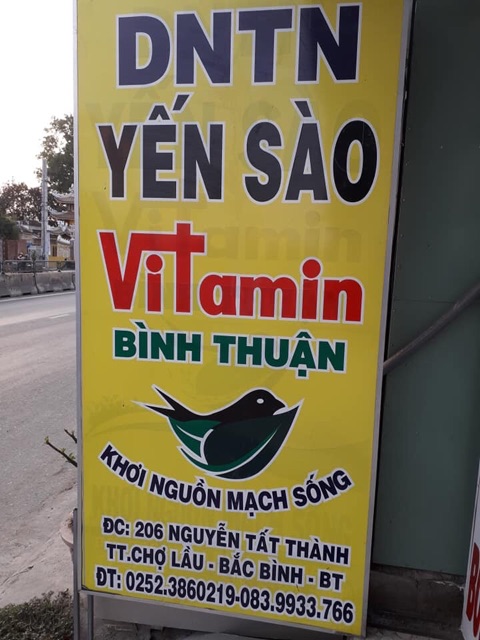 DNTN
YẾN SÀO
Vitamin
BÌNH THUẬN
KHƠI NGUỒN MẠCH SỐNG
ĐC: 206 NGUYỄN TẤT THÀNH
TT.CHỢ LẦU - BẮC BÌNH - BT
ĐT: 0252.3860219-083.9933.766